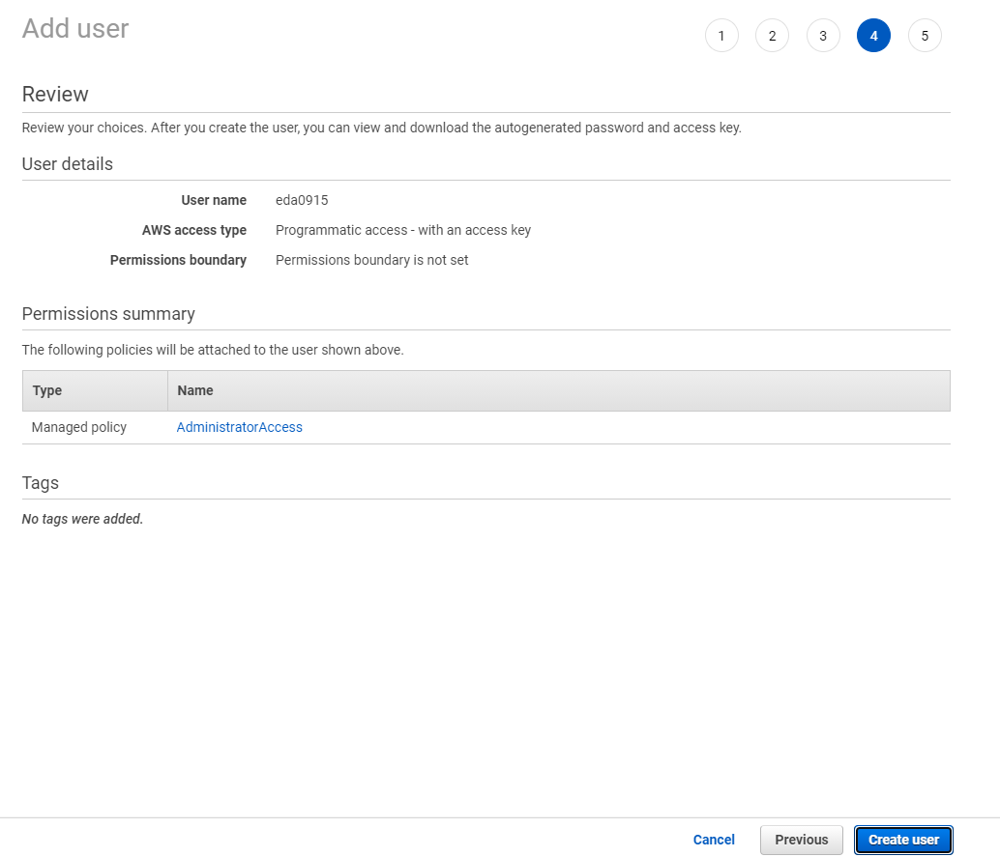 Add user
1 2 3 4 5
Review
Review your choices. After you create the user, you can view and download the autogenerated password and access key.
User details
User name eda0915
AWS access type Programmatic access - with an access key
Permissions boundary Permissions boundary is not set
Permissions summary
The following policies will be attached to the user shown above.
Type Name
Managed policy AdministratorAccess
Tags
No tags were added.
Cancel Previous Create user